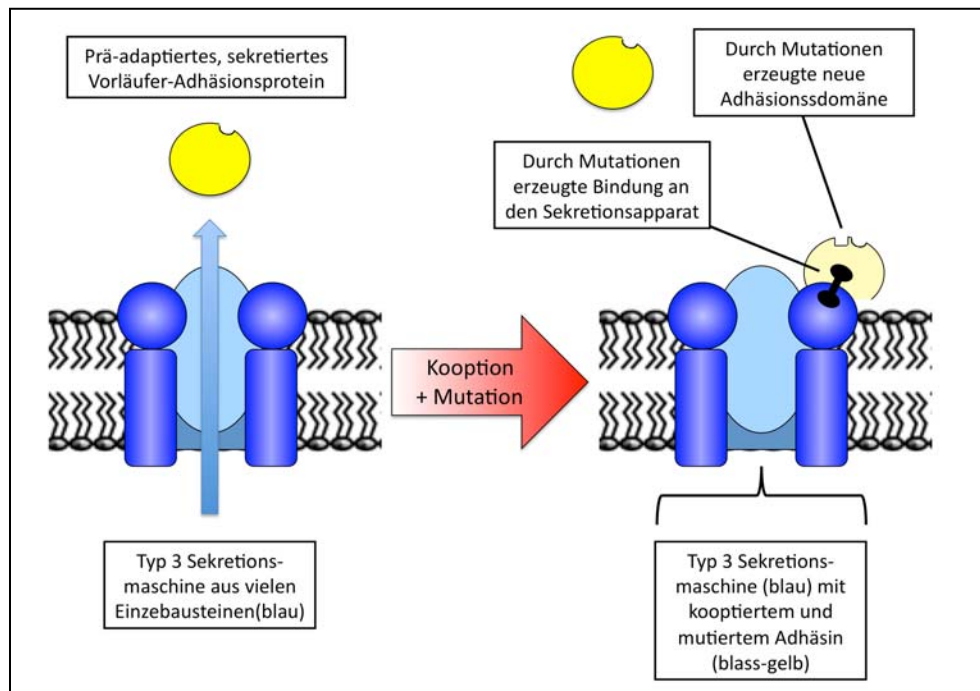 Prä-adaptiertes, sekretiertes
Vorläufer-Adhäsionsprotein
Durch Mutationen
erzeugte neue
Adhäsionssdomäne
Durch Mutationen
erzeugte Bindung an
den Sekretionsapparat
Kooption
+ Mutation
Typ 3 Sekretions-
maschine aus vielen
Einzebausteinen(blau)
Typ 3 Sekretions-
maschine (blau) mit
kooptiertem und
mutiertem Adhäsin
(blass-gelb)